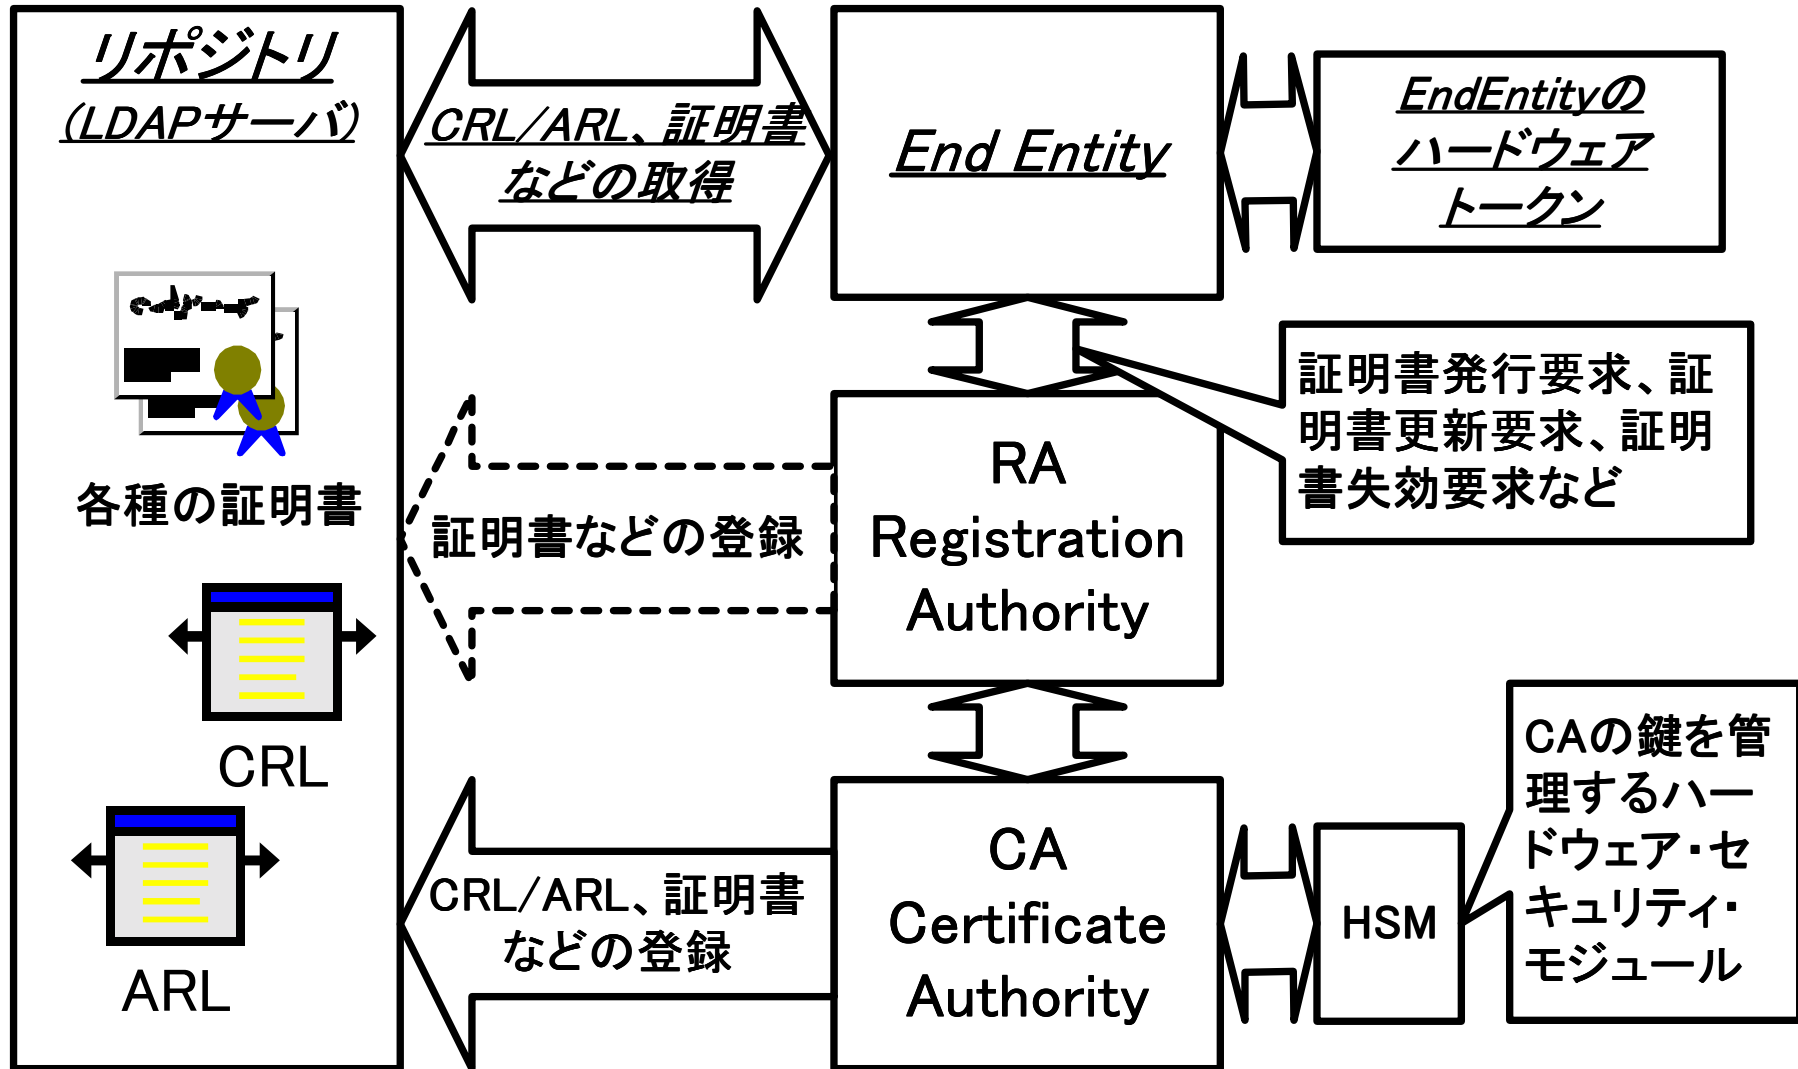 リポジトリ
(LDAPサーバ)
各種の証明書
CRL
ARL
CRL/ARL、証明書
などの取得
End Entity
EndEntityの
ハードウェア
トークン
証明書発行要求、証
明書更新要求、証明
書失効要求など
証明書などの登録
RA
Registration
Authority
CRL/ARL、証明書
などの登録
CA
Certificate
Authority
HSM
CAの鍵を管
理するハー
ドウェア・セ
キュリティ・
モジュール